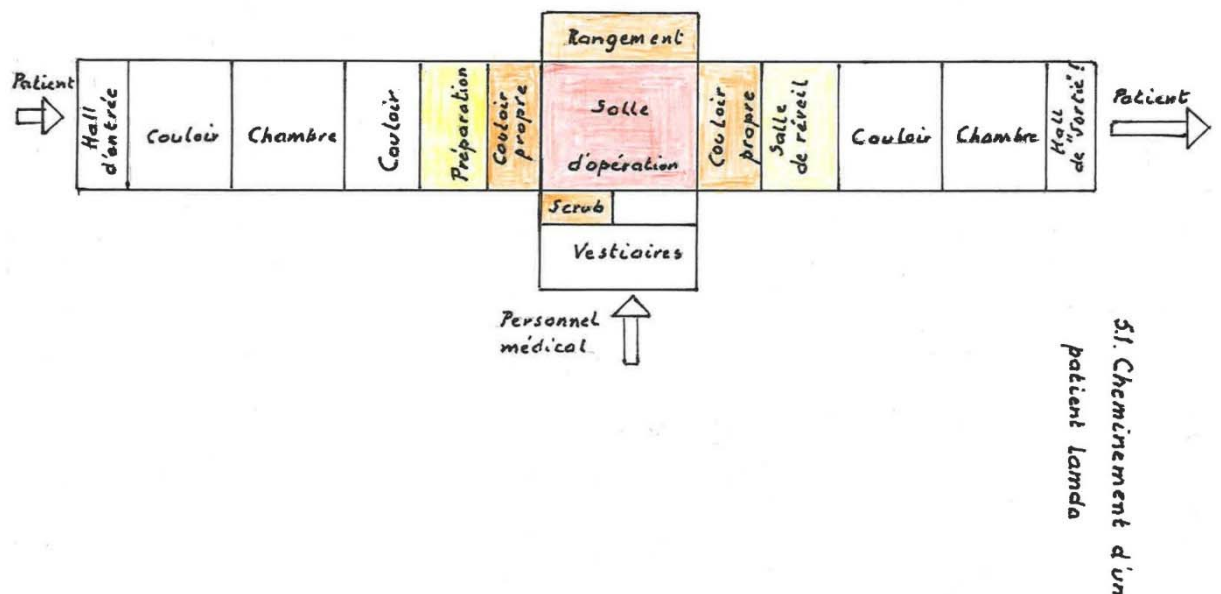 Rangement
Patient
Hall
d'entrée
Couloir
Chambre
Couloir
Préparation
Couloir
propre
Salle
d'opération
Couloir
propre
Salle
de réveil
Couloir
Chambre
Hall
de "sortie"!
Patient
Scrub
Vestiaires
Personnel
médical
5.1. Cheminement d'un
patient lamda